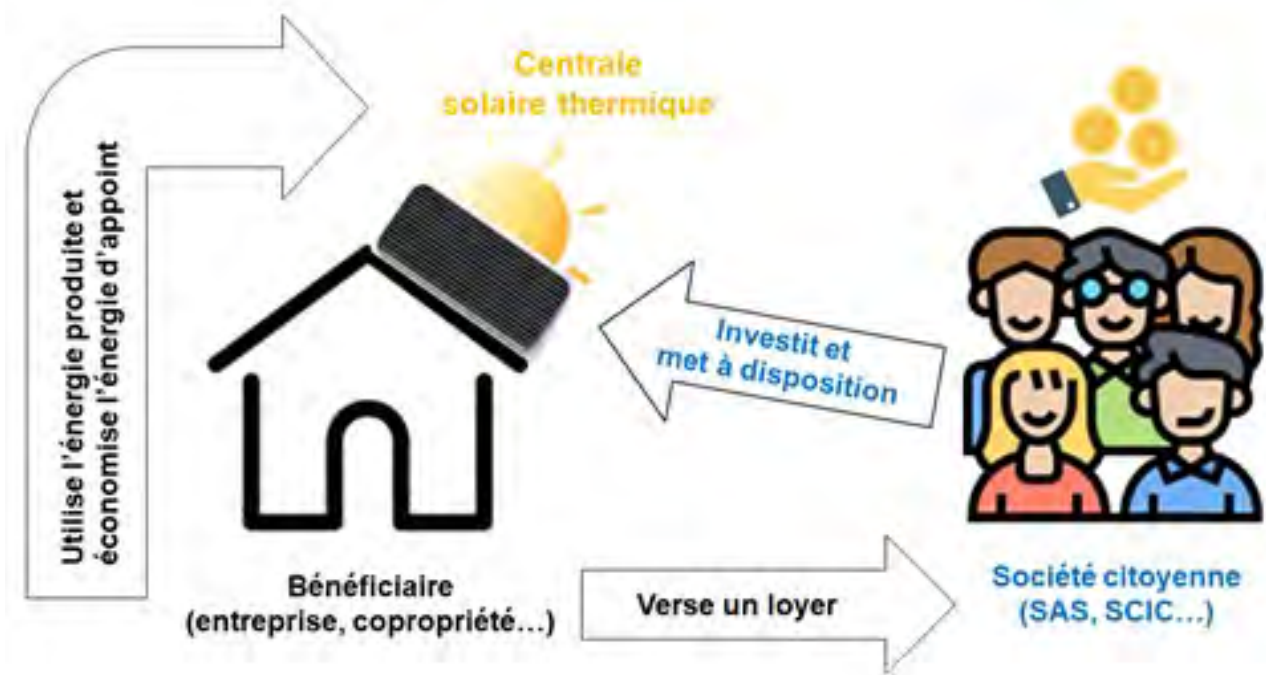 Centrale
solaire thermique
Utilise l'énergie produite et
économise l'énergie d'appoint
Investit et
met à disposition
Bénéficiaire
(entreprise, copropriété...)
Verse un loyer
Société citoyenne
(SAS, SCIC...)